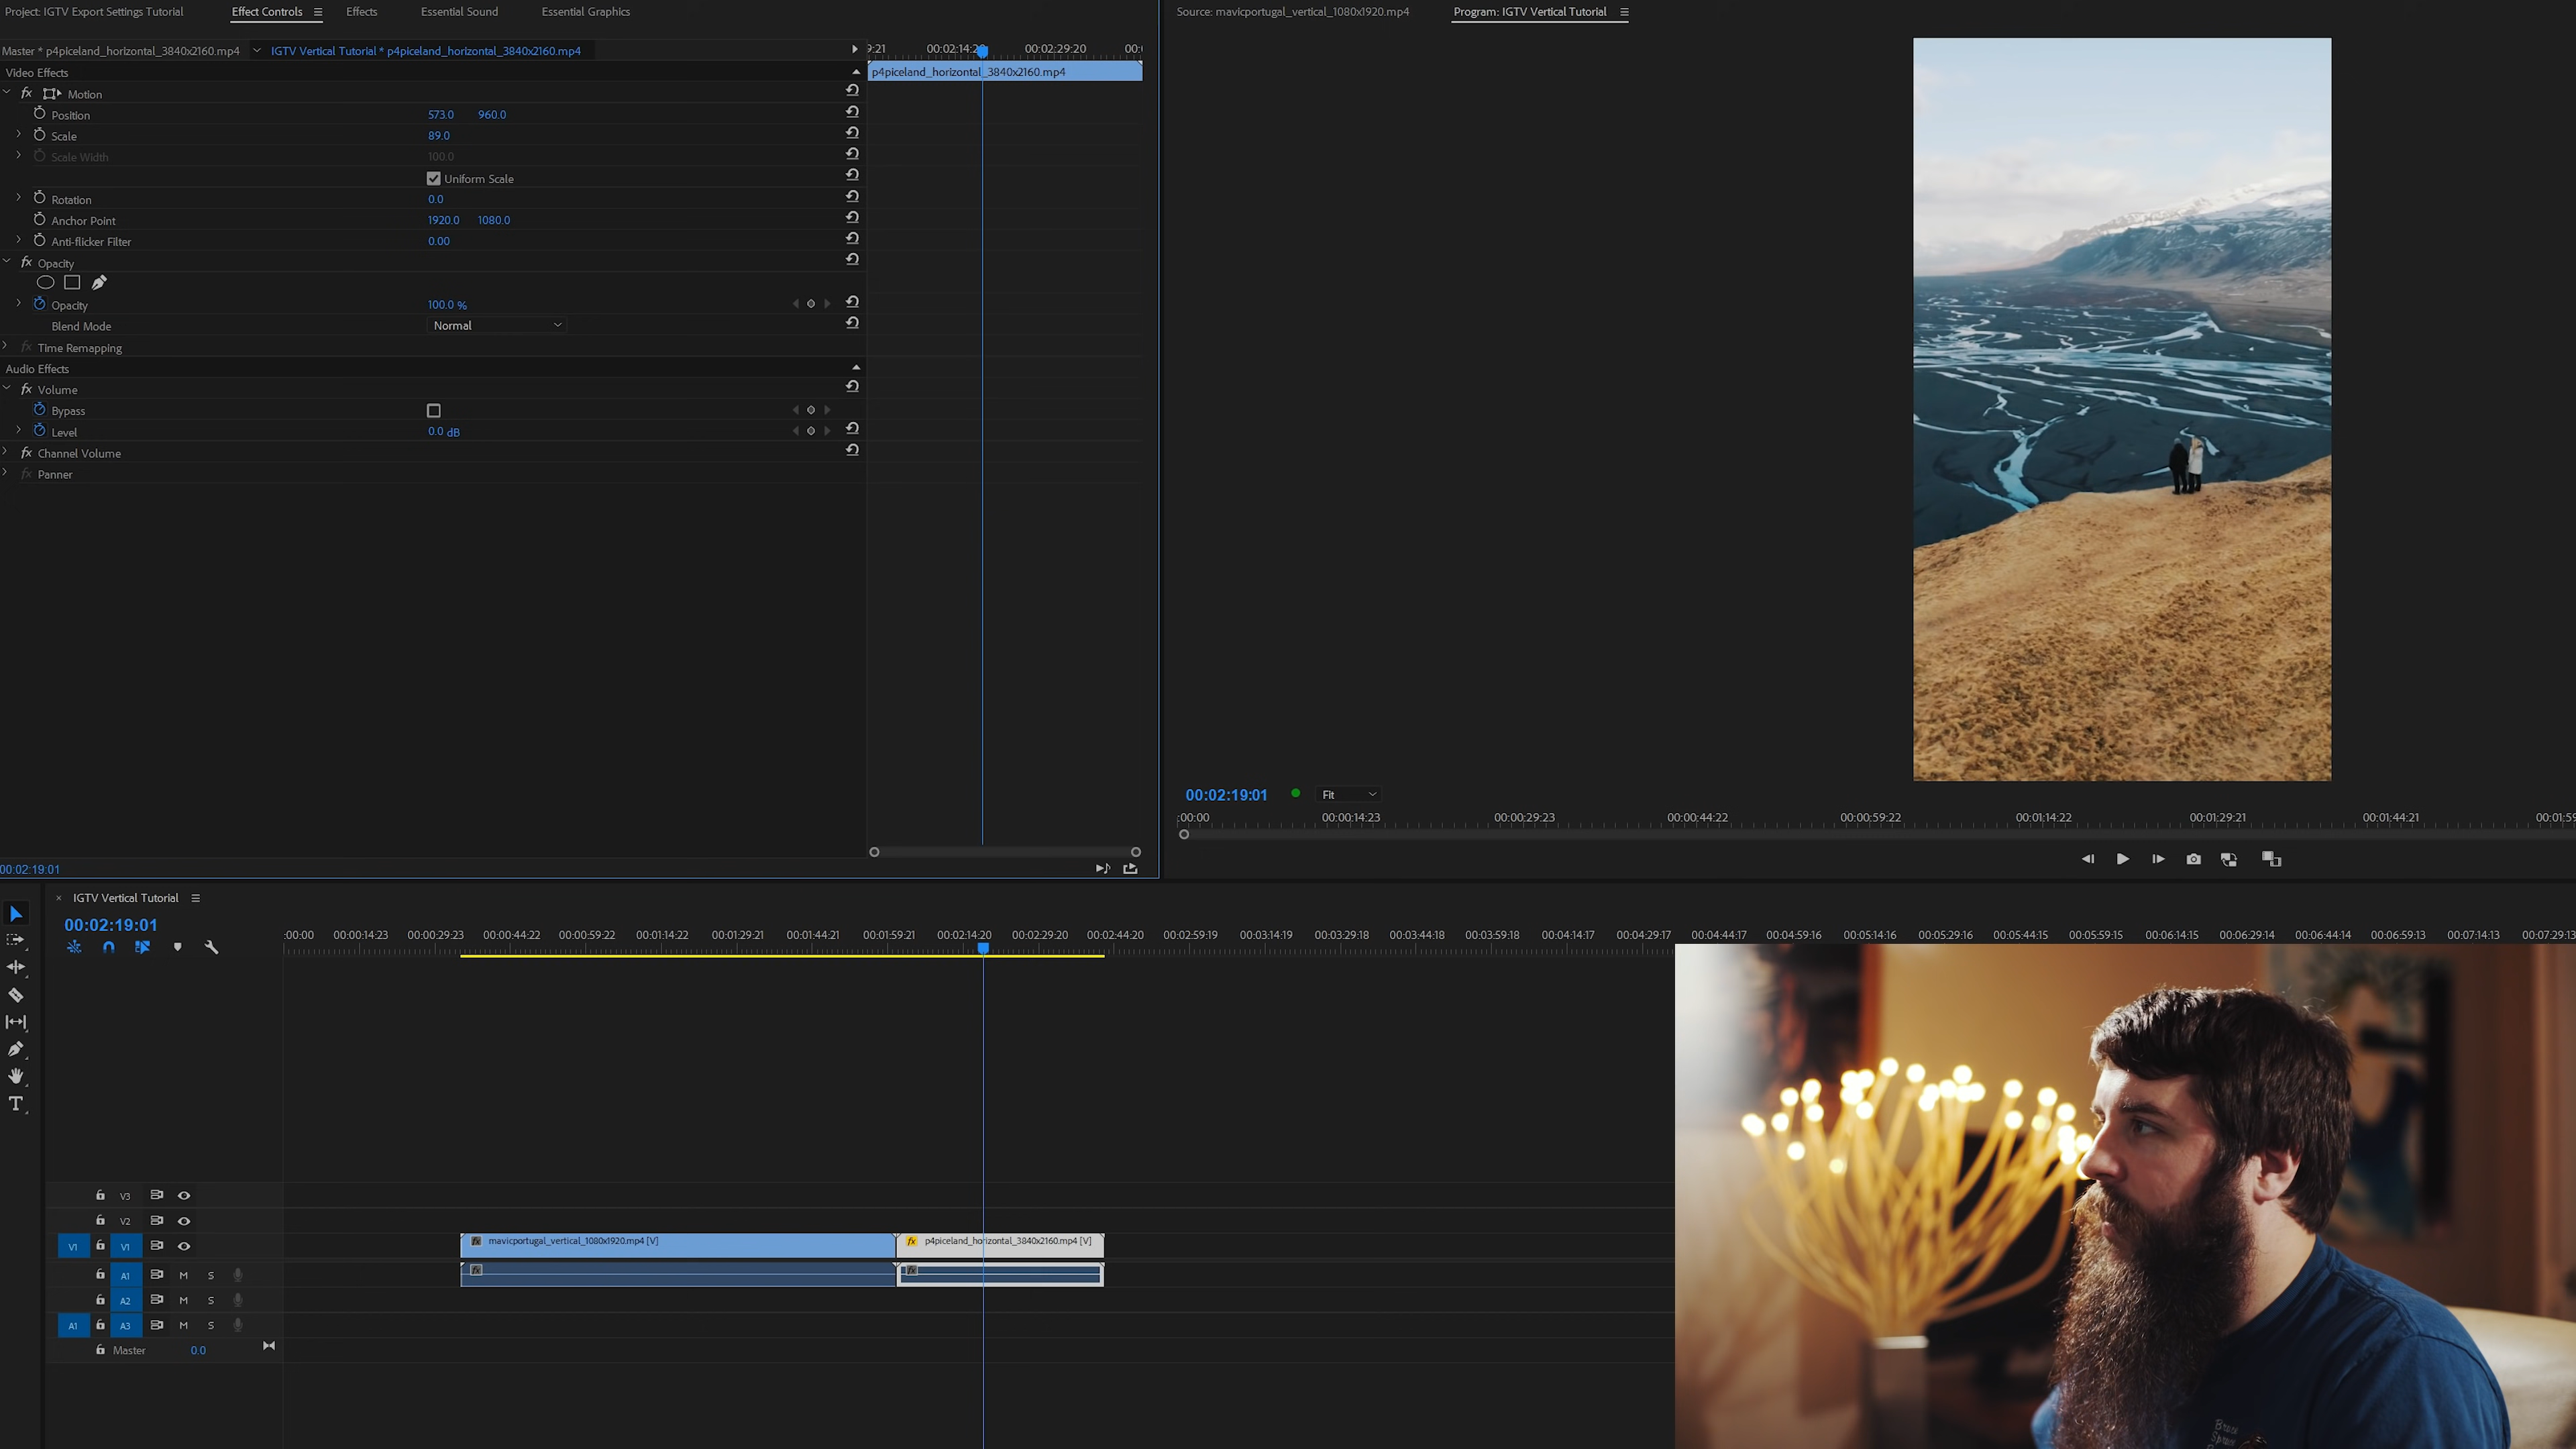 Project: IGTV Export Settings Tutorial
Effect Controls
Effects
Essential Sound
Essential Graphics
Master * p4piceland_horizontal_3840x2160.mp4
IGTV Vertical Tutorial * p4piceland_horizontal_3840x2160.mp4
9:21 00:02:14:20 00:02:29:20 00:
Video Effects
p4piceland_horizontal_3840x2160.mp4
fx Motion
Position 573.0 960.0
Scale 89.0
Scale Width 100.0
Uniform Scale
Rotation 0.0
Anchor Point 1920.0 1080.0
Anti-flicker Filter 0.00
fx Opacity
Opacity 100.0 %
Blend Mode Normal
fx Time Remapping
Audio Effects
fx Volume
Bypass
Level 0.0 dB
fx Channel Volume
fx Panner
00:02:19:01
Source: mavicportugal_vertical_1080x1920.mp4
Program: IGTV Vertical Tutorial
00:02:19:01 Fit
:00:00 00:00:14:23 00:00:29:23 00:00:44:22 00:00:59:22 00:01:14:22 00:01:29:21 00:01:44:21 00:01:59
IGTV Vertical Tutorial
00:02:19:01
:00:00 00:00:14:23 00:00:29:23 00:00:44:22 00:00:59:22 00:01:14:22 00:01:29:21 00:01:44:21 00:01:59:21 00:02:14:20 00:02:29:20 00:02:44:20 00:02:59:19 00:03:14:19 00:03:29:18 00:03:44:18 00:03:59:18 00:04:14:17 00:04:29:17 00:04:44:17 00:04:59:16 00:05:14:16 00:05:29:16 00:05:44:15 00:05:59:15 00:06:14:15 00:06:29:14 00:06:44:14 00:06:59:13 00:07:14:13 00:07:29:13
T
V3
V2
V1 V1
fx mavicportugal_vertical_1080x1920.mp4 [V]
fx p4piceland_horizontal_3840x2160.mp4 [V]
A1 M S
fx
fx
A2 M S
A1 A3 M S
Master 0.0